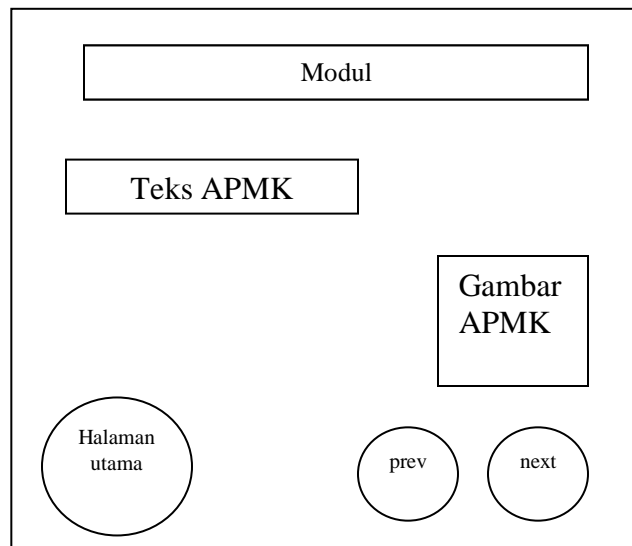 Modul
Teks APMK
Gambar
APMK
Halaman
utama
prev
next